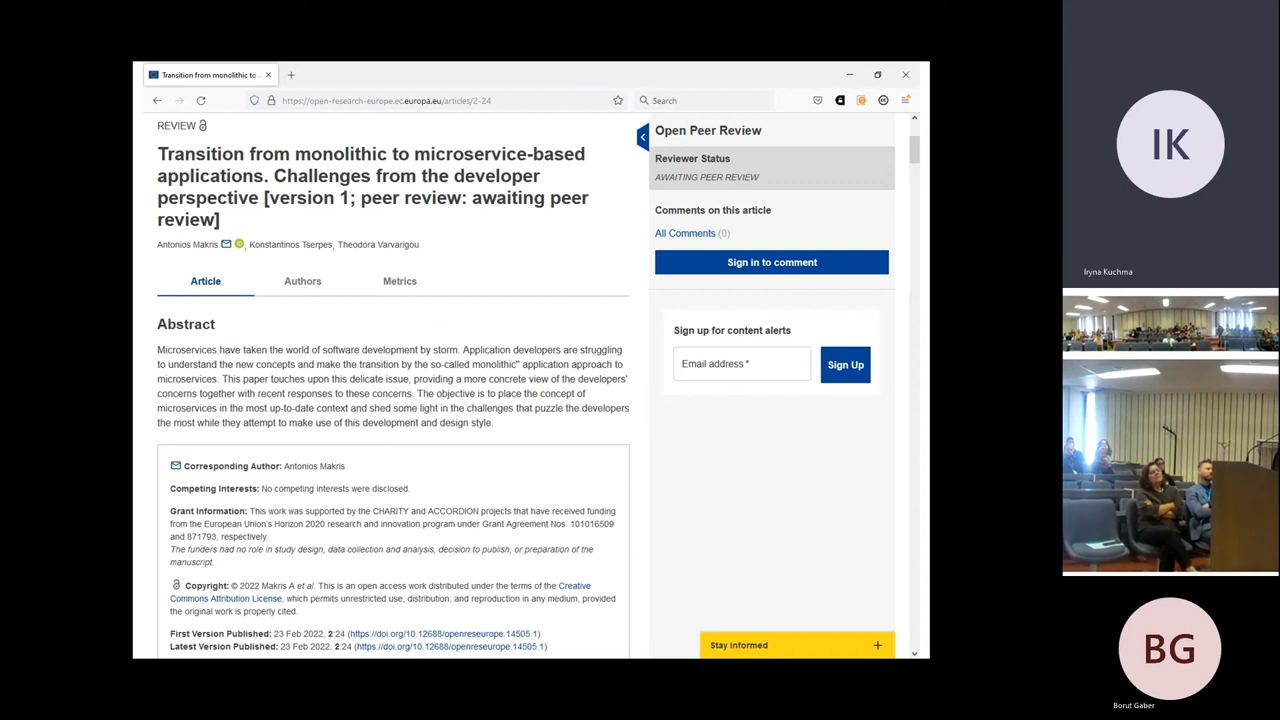 Transition from monolithic to ...
https://open-research-europe.ec.europa.eu/articles/2-24
Search
REVIEW
Transition from monolithic to microservice-based
applications. Challenges from the developer
perspective [version 1; peer review: awaiting peer
review]
Antonios Makris , Konstantinos Tserpes, Theodora Varvarigou
Article Authors Metrics
Abstract
Microservices have taken the world of software development by storm. Application developers are struggling
to understand the new concepts and make the transition by the so-called monolithic" application approach to
microservices. This paper touches upon this delicate issue, providing a more concrete view of the developers'
concerns together with recent responses to these concerns. The objective is to place the concept of
microservices in the most up-to-date context and shed some light in the challenges that puzzle the developers
the most while they attempt to make use of this development and design style.
Corresponding Author: Antonios Makris
Competing Interests: No competing interests were disclosed.
Grant Information: This work was supported by the CHARITY and ACCORDION projects that have received funding
from the European Union's Horizon 2020 research and innovation program under Grant Agreement Nos. 101016509
and 871793, respectively.
The funders had no role in study design, data collection and analysis, decision to publish, or preparation of the
manuscript.
Copyright: © 2022 Makris A et al. This is an open access work distributed under the terms of the Creative
Commons Attribution License, which permits unrestricted use, distribution, and reproduction in any medium, provided
the original work is properly cited.
First Version Published: 23 Feb 2022, 2:24 (https://doi.org/10.12688/openreseurope.14505.1)
Latest Version Published: 23 Feb 2022, 2:24 (https://doi.org/10.12688/openreseurope.14505.1)
Open Peer Review
Reviewer Status
AWAITING PEER REVIEW
Comments on this article
All Comments (0)
Sign in to comment
Sign up for content alerts
Email address *
Sign Up
Stay informed +
IK
Iryna Kuchma
BG
Borut Gaber